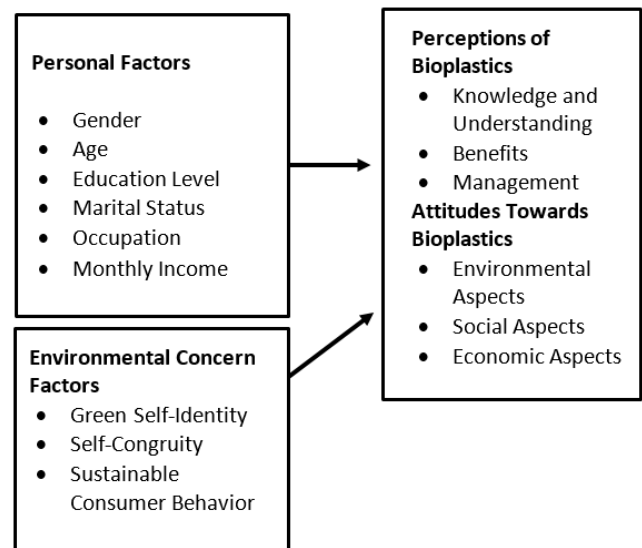 Personal Factors
• Gender
• Age
• Education Level
• Marital Status
• Occupation
• Monthly Income
Environmental Concern
Factors
• Green Self-Identity
• Self-Congruity
• Sustainable
Consumer Behavior
Perceptions of
Bioplastics
• Knowledge and
Understanding
• Benefits
• Management
Attitudes Towards
Bioplastics
• Environmental
Aspects
• Social Aspects
• Economic Aspects